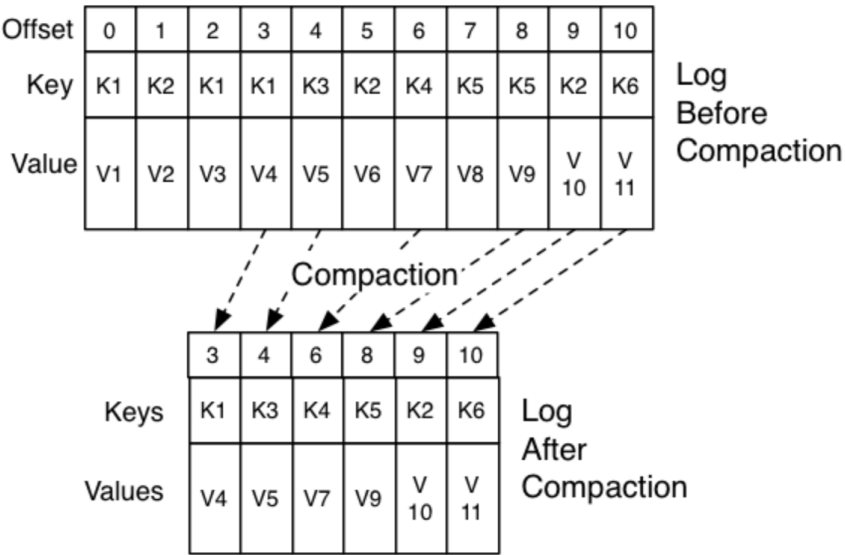 Offset 0 1 2 3 4 5 6 7 8 9 10
Key K1 K2 K1 K1 K3 K2 K4 K5 K5 K2 K6
Value V1 V2 V3 V4 V5 V6 V7 V8 V9 V 10 V 11
Log
Before
Compaction
Compaction
3 4 6 8 9 10
Keys K1 K3 K4 K5 K2 K6
Values V4 V5 V7 V9 V 10 V 11
Log
After
Compaction